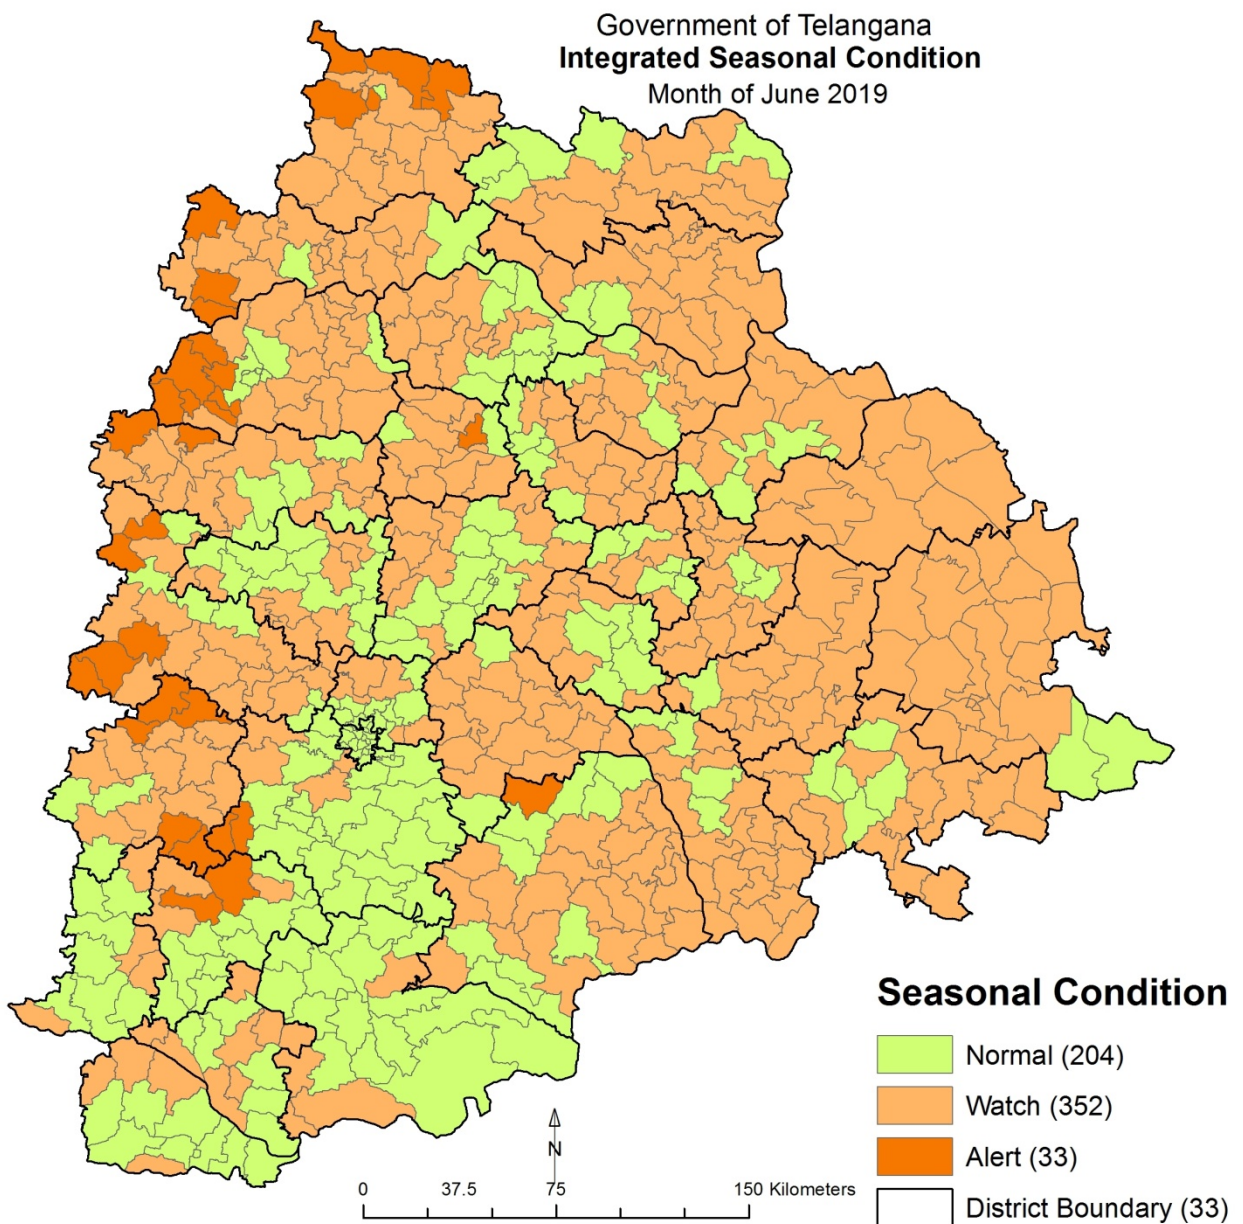 Government of Telangana
Integrated Seasonal Condition
Month of June 2019
Seasonal Condition
Normal (204)
Watch (352)
Alert (33)
District Boundary (33)
N
0 37.5 75 150 Kilometers